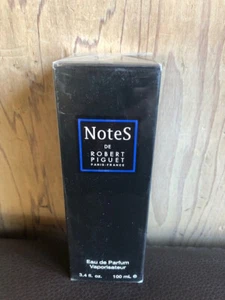 NoteS
DE
ROBERT
PIGUET
PARIS·FRANCE
Eau de Parfum
Vaporisateur
3.4 fl. oz. 100 mL ℮